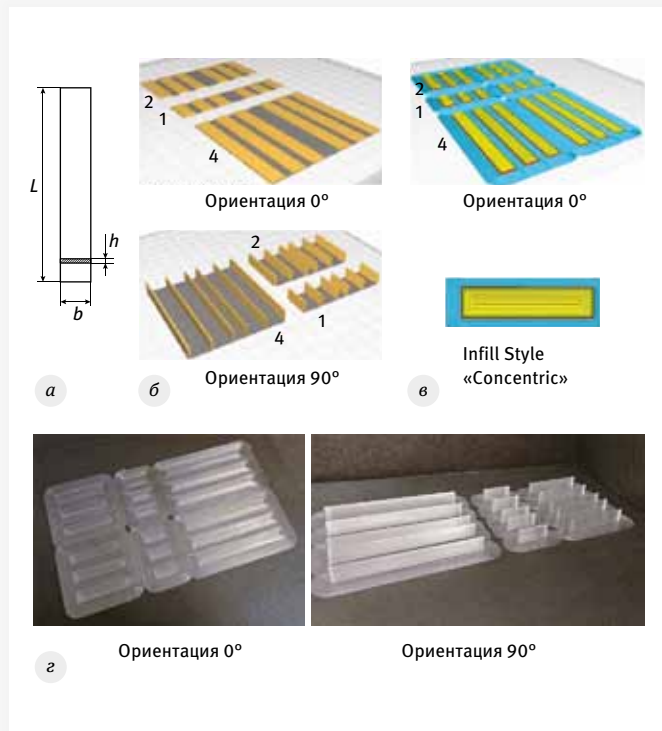 L
h
b
а
2
1
4
Ориентация 0°
2
1
4
Ориентация 90°
б
2
1
4
Ориентация 0°
Infill Style
«Concentric»
в
Ориентация 0°
Ориентация 90°
г